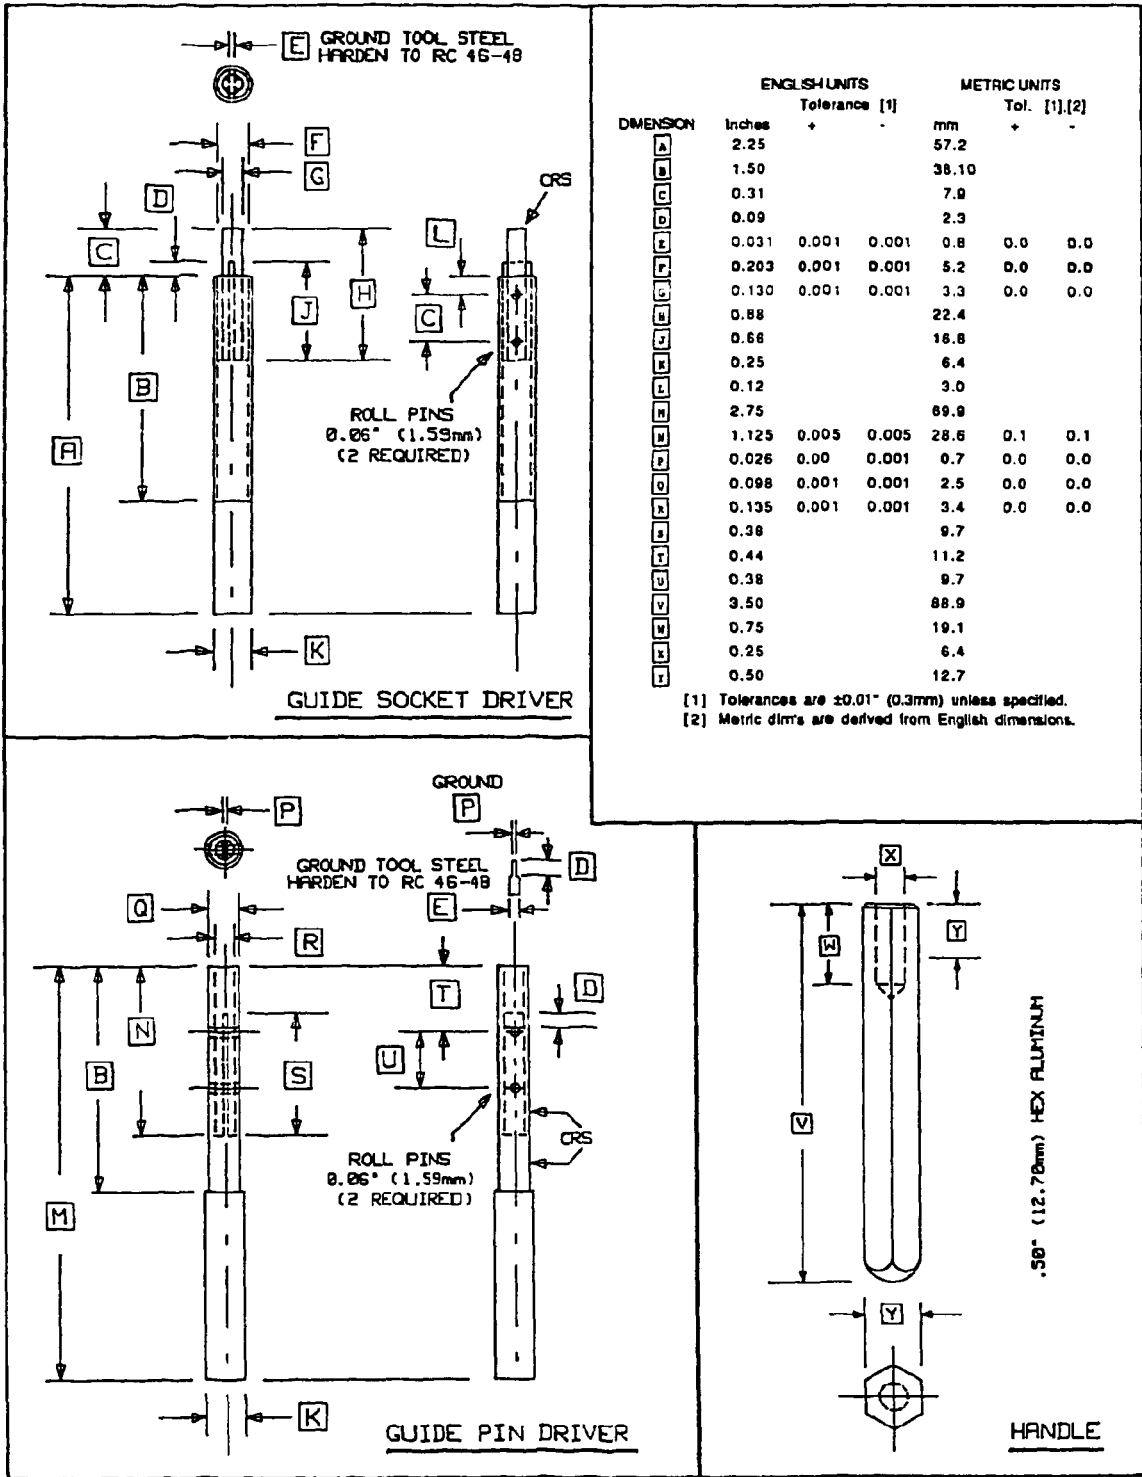 E GROUND TOOL STEEL
HARDEN TO RC 46-48
F
G
D
CRS
L
C
H
J
C
B
ROLL PINS
0.06" (1.59mm)
(2 REQUIRED)
A
K
GUIDE SOCKET DRIVER
ENGLISH UNITS METRIC UNITS
Tolerance [1] Tol. [1],[2]
DIMENSION Inches + - mm + -
A 2.25 57.2
B 1.50 38.10
C 0.31 7.9
D 0.09 2.3
E 0.031 0.001 0.001 0.8 0.0 0.0
F 0.203 0.001 0.001 5.2 0.0 0.0
G 0.130 0.001 0.001 3.3 0.0 0.0
H 0.88 22.4
J 0.66 16.8
K 0.25 6.4
L 0.12 3.0
M 2.75 69.9
N 1.125 0.005 0.005 28.6 0.1 0.1
P 0.026 0.00 0.001 0.7 0.0 0.0
Q 0.098 0.001 0.001 2.5 0.0 0.0
R 0.135 0.001 0.001 3.4 0.0 0.0
S 0.38 9.7
T 0.44 11.2
U 0.38 9.7
V 3.50 88.9
W 0.75 19.1
X 0.25 6.4
Y 0.50 12.7
[1] Tolerances are ±0.01" (0.3mm) unless specified.
[2] Metric dim's are derived from English dimensions.
GROUND
P
P
GROUND TOOL STEEL
HARDEN TO RC 46-48
D
Q
E
R
T
D
N
U
B
S
CRS
ROLL PINS
0.06" (1.59mm)
(2 REQUIRED)
M
K
GUIDE PIN DRIVER
X
W
Y
V
.50" (12.70mm) HEX ALUMINUM
Y
HANDLE